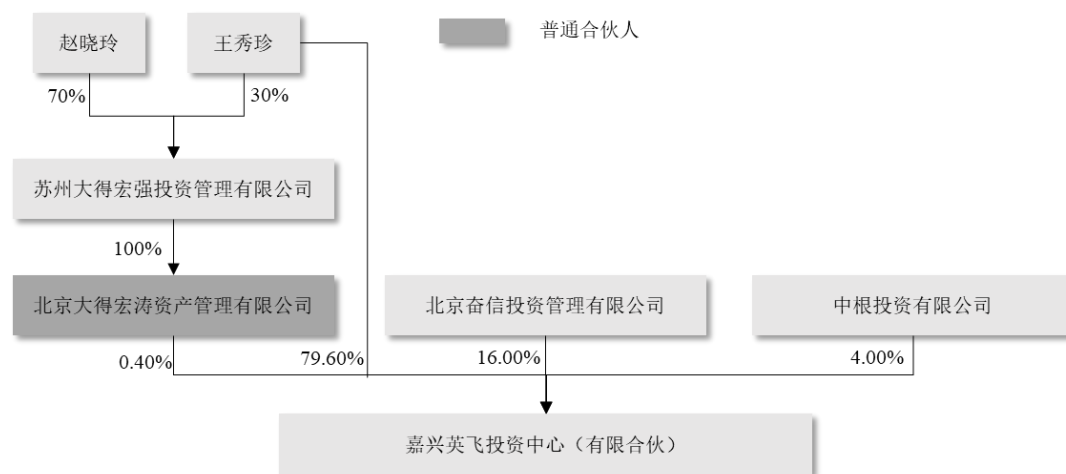 赵晓玲
王秀珍
普通合伙人
70%
30%
苏州大得宏强投资管理有限公司
100%
北京大得宏涛资产管理有限公司
北京奋信投资管理有限公司
中根投资有限公司
0.40%
79.60%
16.00%
4.00%
嘉兴英飞投资中心（有限合伙）